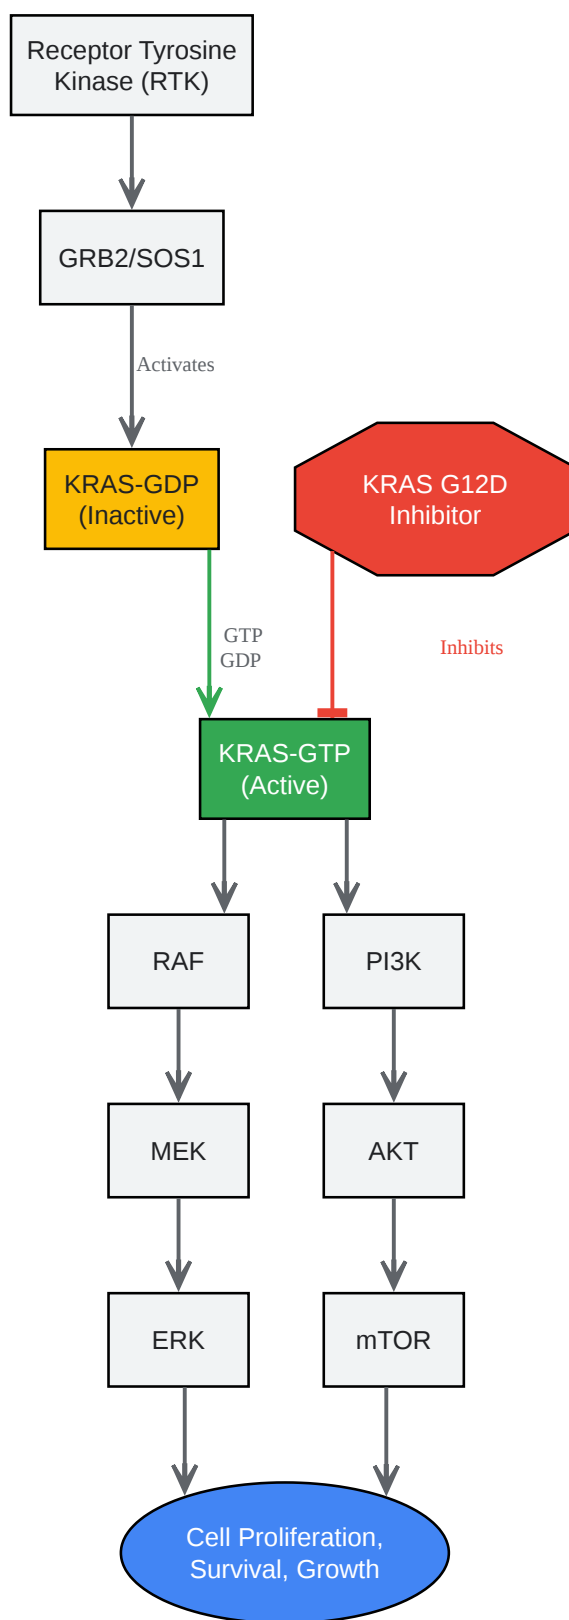 Receptor Tyrosine
Kinase (RTK)
GRB2/SOS1
Activates
KRAS-GDP
(Inactive)
KRAS G12D
Inhibitor
GTP
GDP
Inhibits
KRAS-GTP
(Active)
RAF
PI3K
MEK
AKT
ERK
mTOR
Cell Proliferation,
Survival, Growth